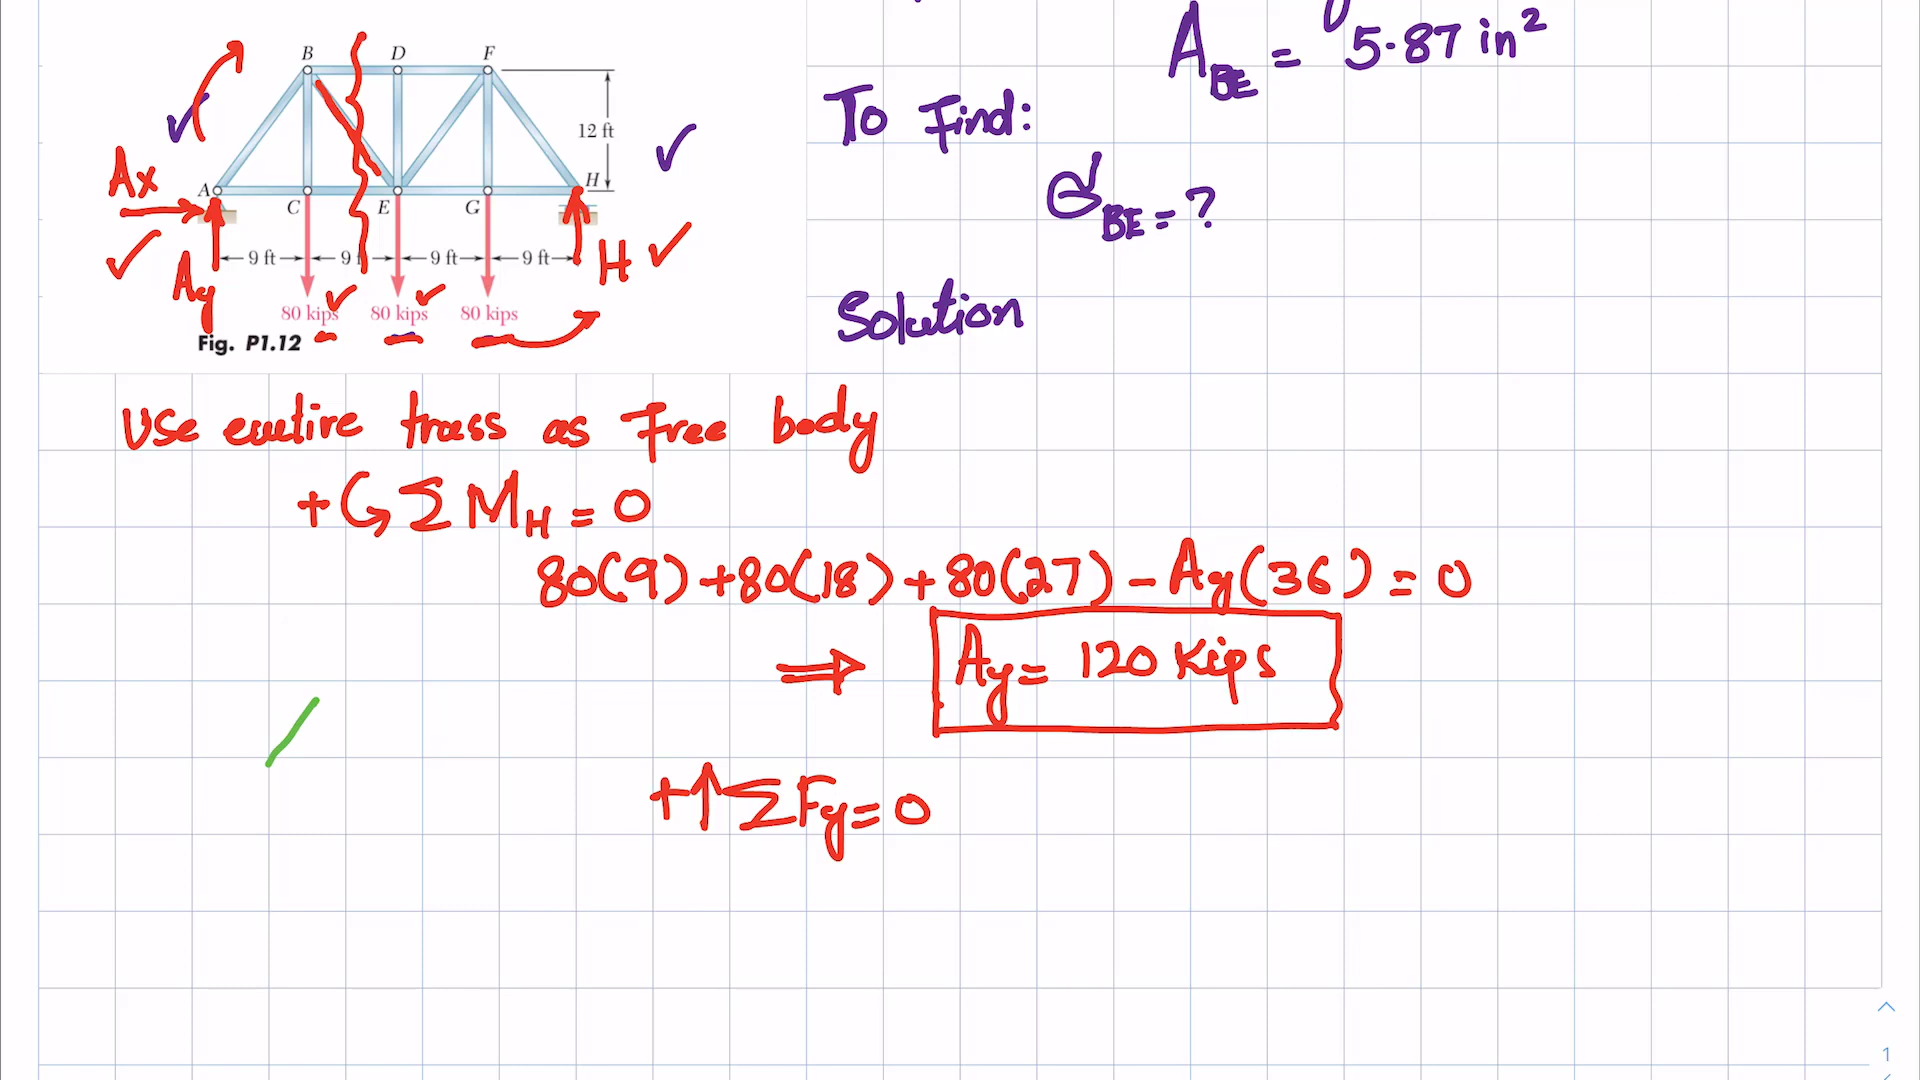 A_BE = 5.87 in²
To Find:
σ_BE = ?
Solution
B D F
12 ft
Ax
A C E G H
Ay
9 ft 9 f 9 ft 9 ft
H
80 kips 80 kips 80 kips
Fig. P1.12
Use entire truss as Free body
+ ΣM_H = 0
80(9) + 80(18) + 80(27) - Ay(36) = 0
⇒ Ay = 120 Kips
+↑ΣFy = 0
1